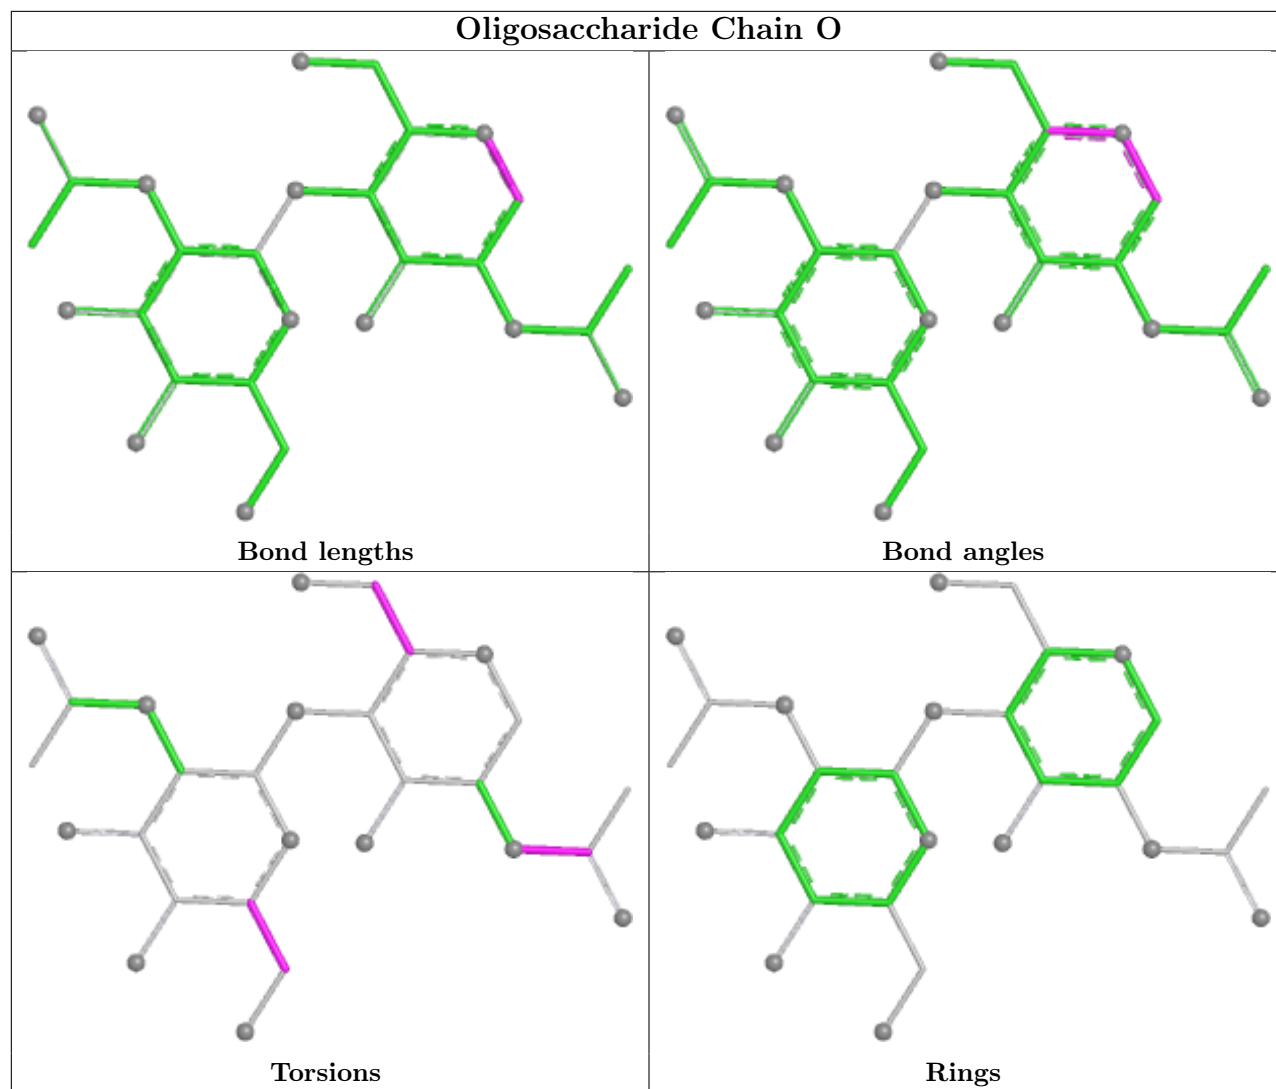 Oligosaccharide Chain O
Bond lengths
Bond angles
Torsions
Rings